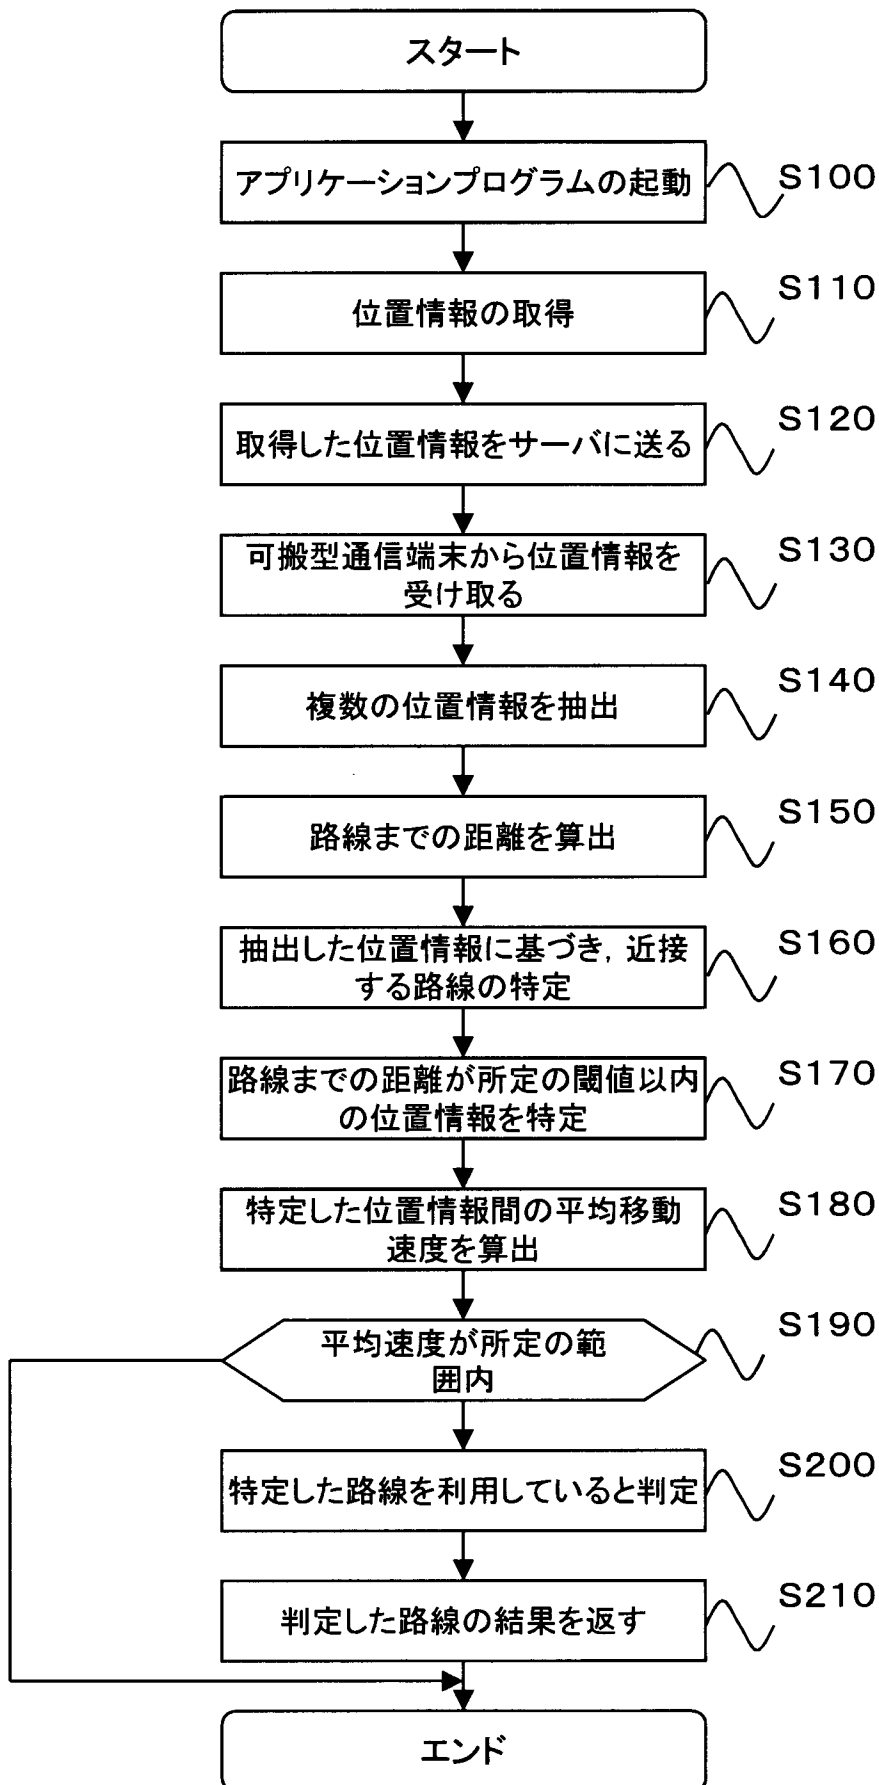 スタート
アプリケーションプログラムの起動
S100
位置情報の取得
S110
取得した位置情報をサーバに送る
S120
可搬型通信端末から位置情報を
受け取る
S130
複数の位置情報を抽出
S140
路線までの距離を算出
S150
抽出した位置情報に基づき，近接
する路線の特定
S160
路線までの距離が所定の閾値以内
の位置情報を特定
S170
特定した位置情報間の平均移動
速度を算出
S180
平均速度が所定の範
囲内
S190
特定した路線を利用していると判定
S200
判定した路線の結果を返す
S210
エンド